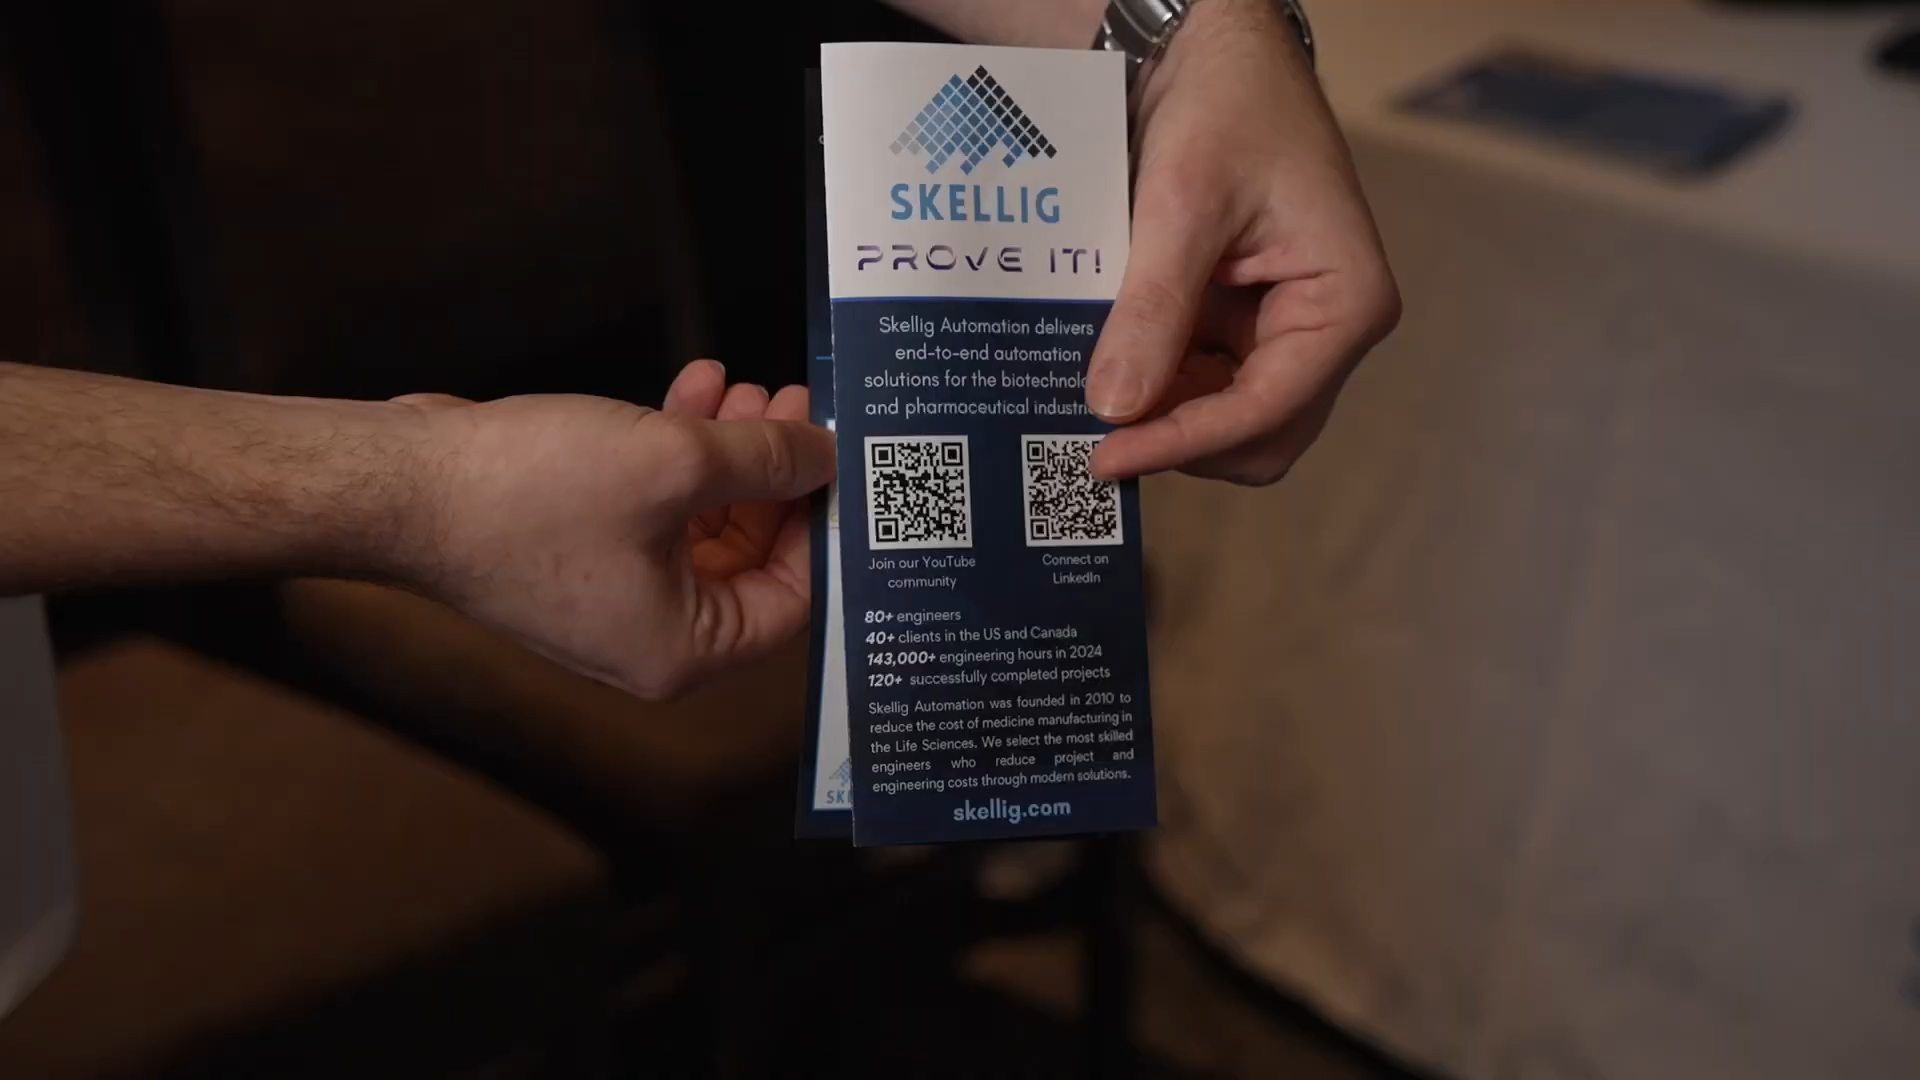 SKELLIG
PROVE IT!
Skellig Automation delivers
end-to-end automation
solutions for the
and pharmaceutical
Join our YouTube
community
Connect on
LinkedIn
80+ engineers
40+ clients in the US and Canada
143,000+ engineering hours in 2024
120+ successfully completed projects
Skellig Automation was founded in 2010 to
reduce the cost of medicine manufacturing in
the Life Sciences. We select the most skilled
engineers who reduce project and
engineering costs through modern solutions.
skellig.com